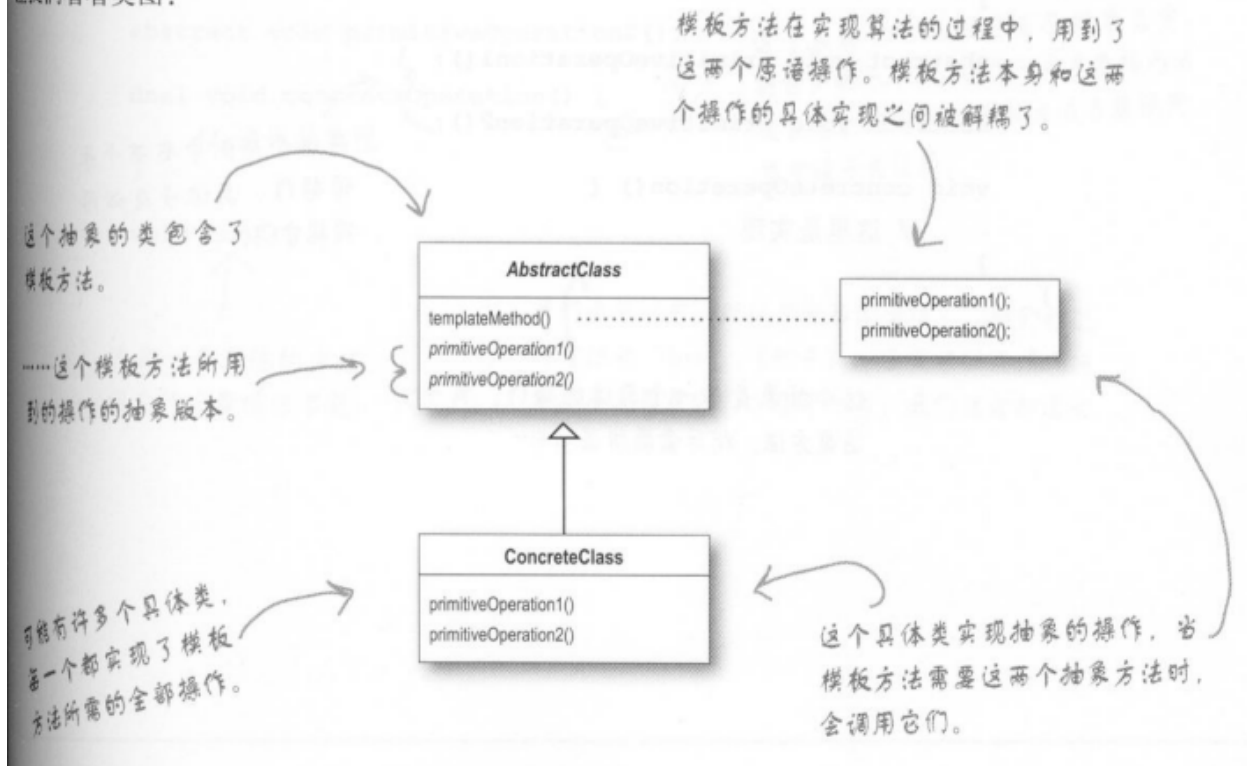 让我们看看类图：
模板方法在实现算法的过程中，用到了
这两个原语操作。模板方法本身和这两
个操作的具体实现之间被解耦了。
这个抽象的类包含了
模板方法。
AbstractClass
templateMethod()
primitiveOperation1()
primitiveOperation2()
primitiveOperation1();
primitiveOperation2();
……这个模板方法所用
到的操作的抽象版本。
ConcreteClass
primitiveOperation1()
primitiveOperation2()
可能有许多个具体类，
每一个都实现了模板
方法所需的全部操作。
这个具体类实现抽象的操作，当
模板方法需要这两个抽象方法时，
会调用它们。